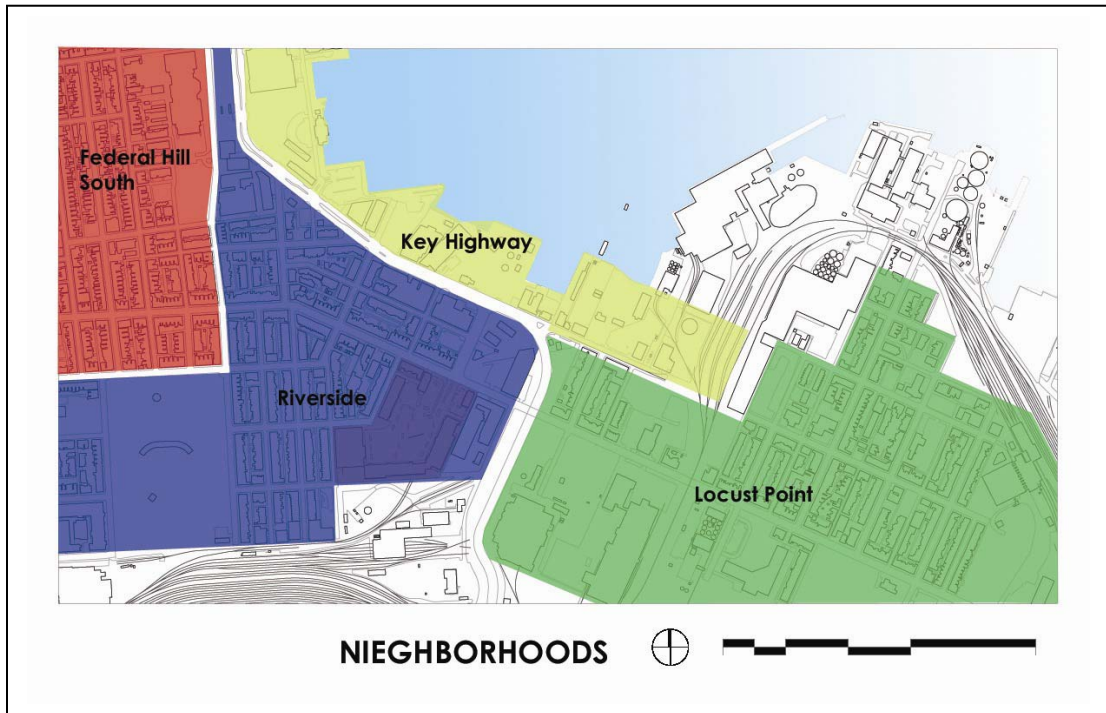 Federal Hill
South
Key Highway
Riverside
Locust Point
NIEGHBORHOODS